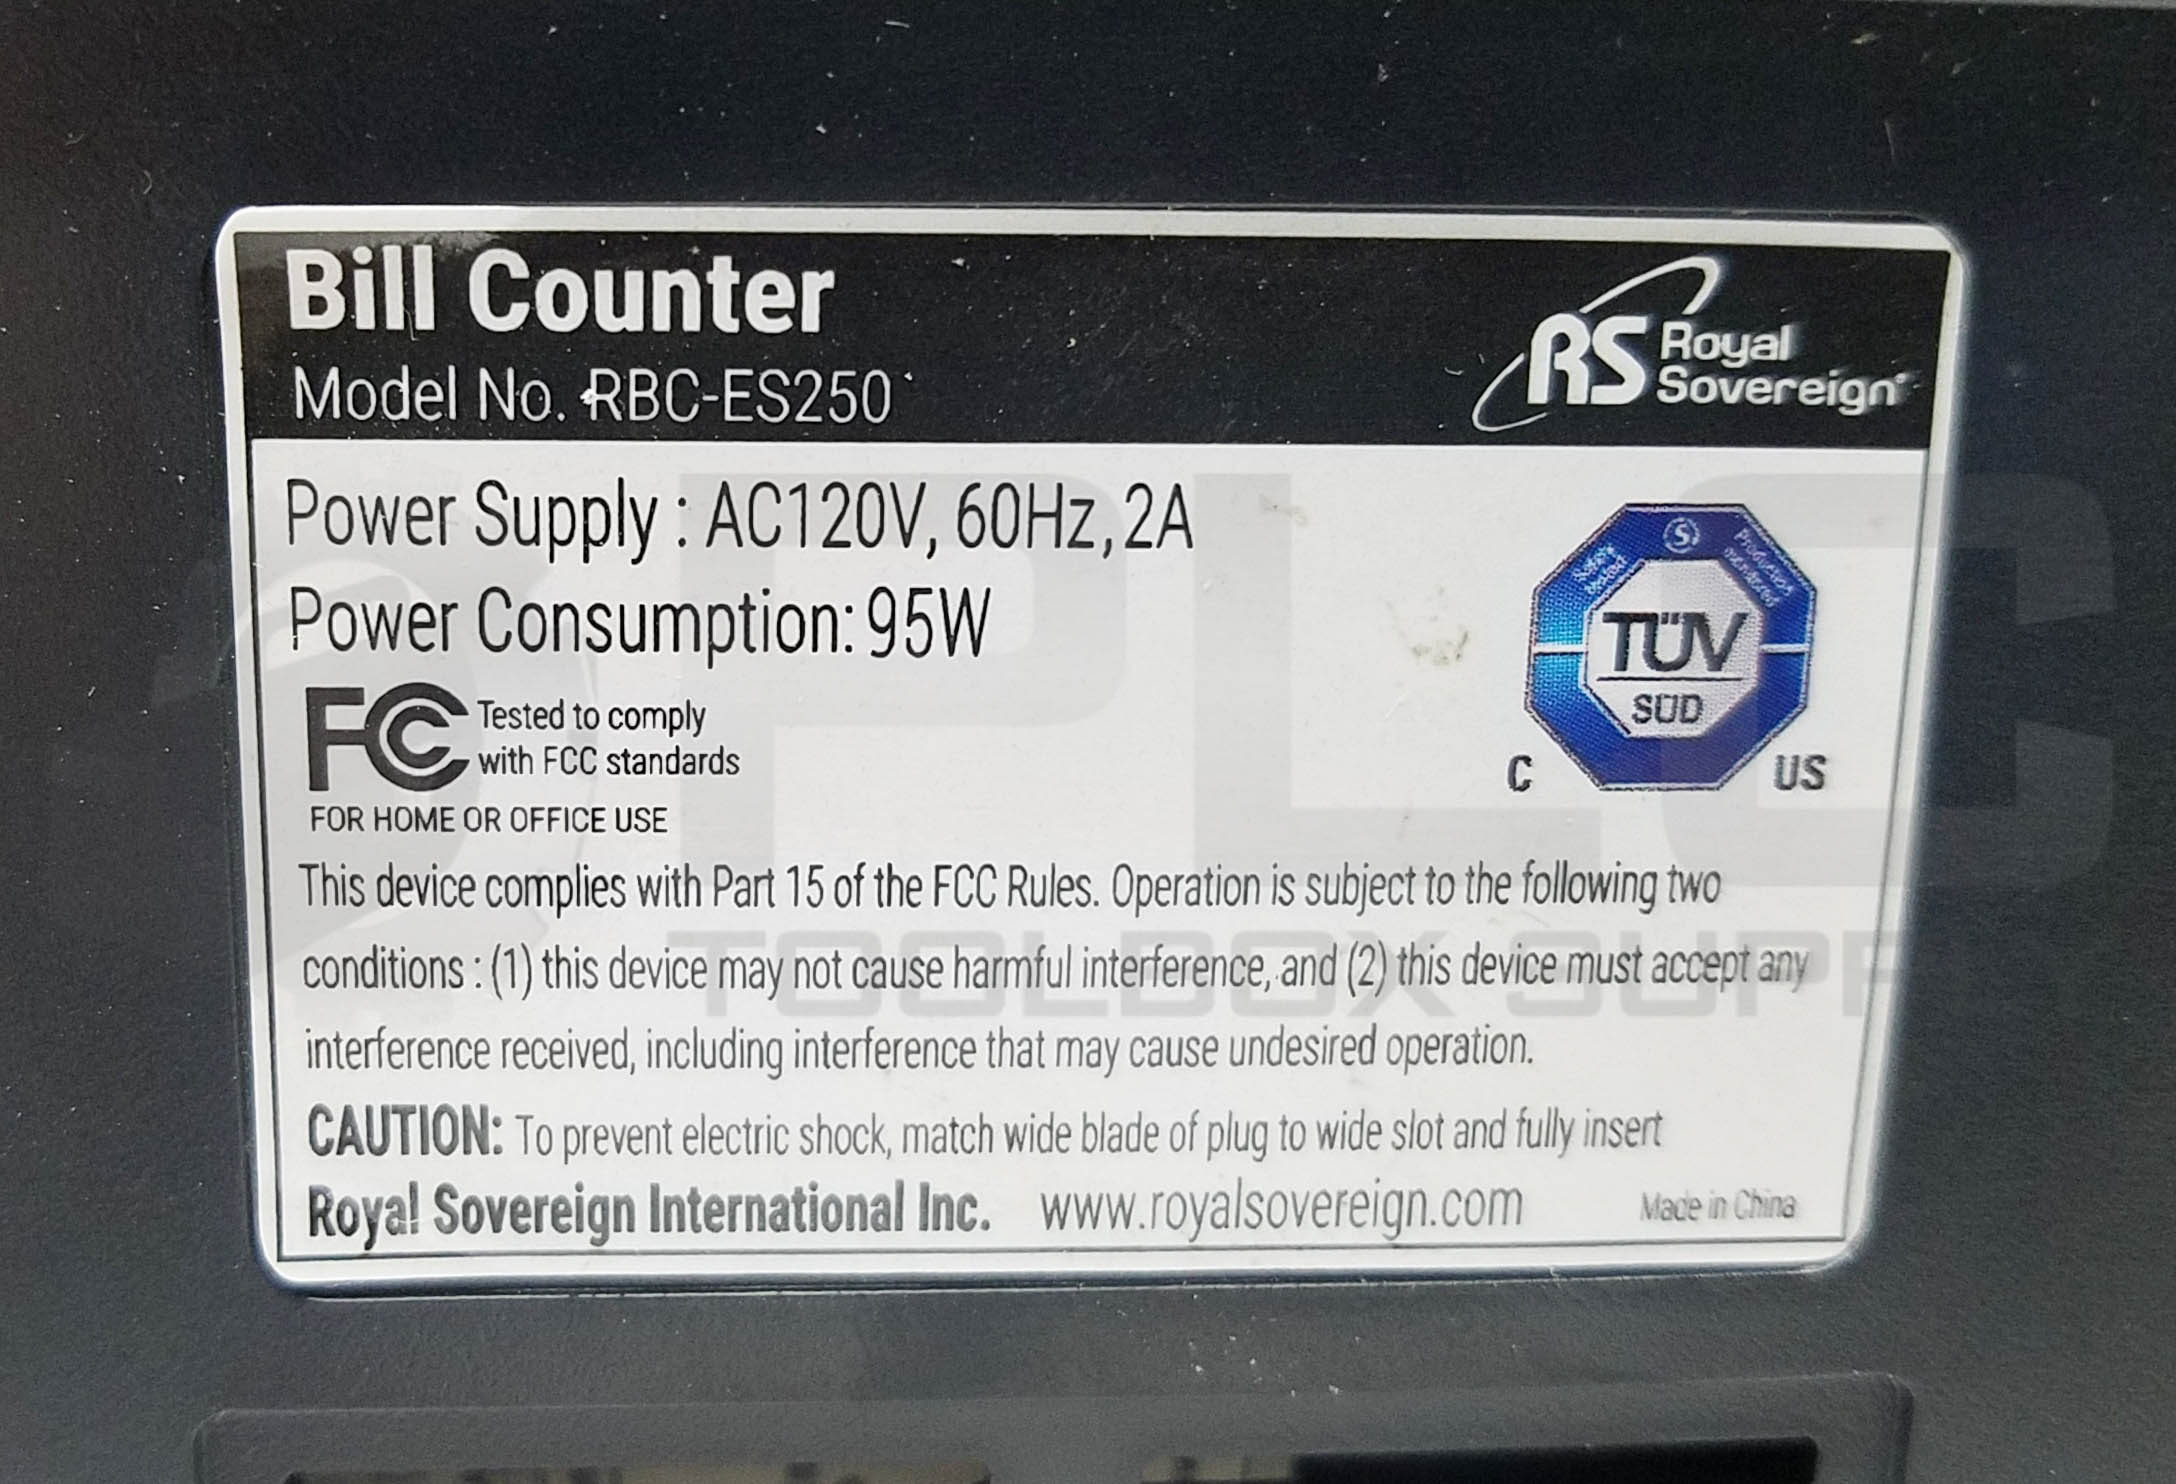 Bill Counter
Model No. RBC-ES250
RS Royal
Sovereign
Power Supply : AC120V, 60Hz, 2A
Power Consumption: 95W
FC Tested to comply
with FCC standards
FOR HOME OR OFFICE USE
TÜV
SÜD
C US
This device complies with Part 15 of the FCC Rules. Operation is subject to the following two
conditions : (1) this device may not cause harmful interference, and (2) this device must accept any
interference received, including interference that may cause undesired operation.
CAUTION: To prevent electric shock, match wide blade of plug to wide slot and fully insert
Royal Sovereign International Inc. www.royalsovereign.com Made in China
PLC
TOOLBOX SUPP